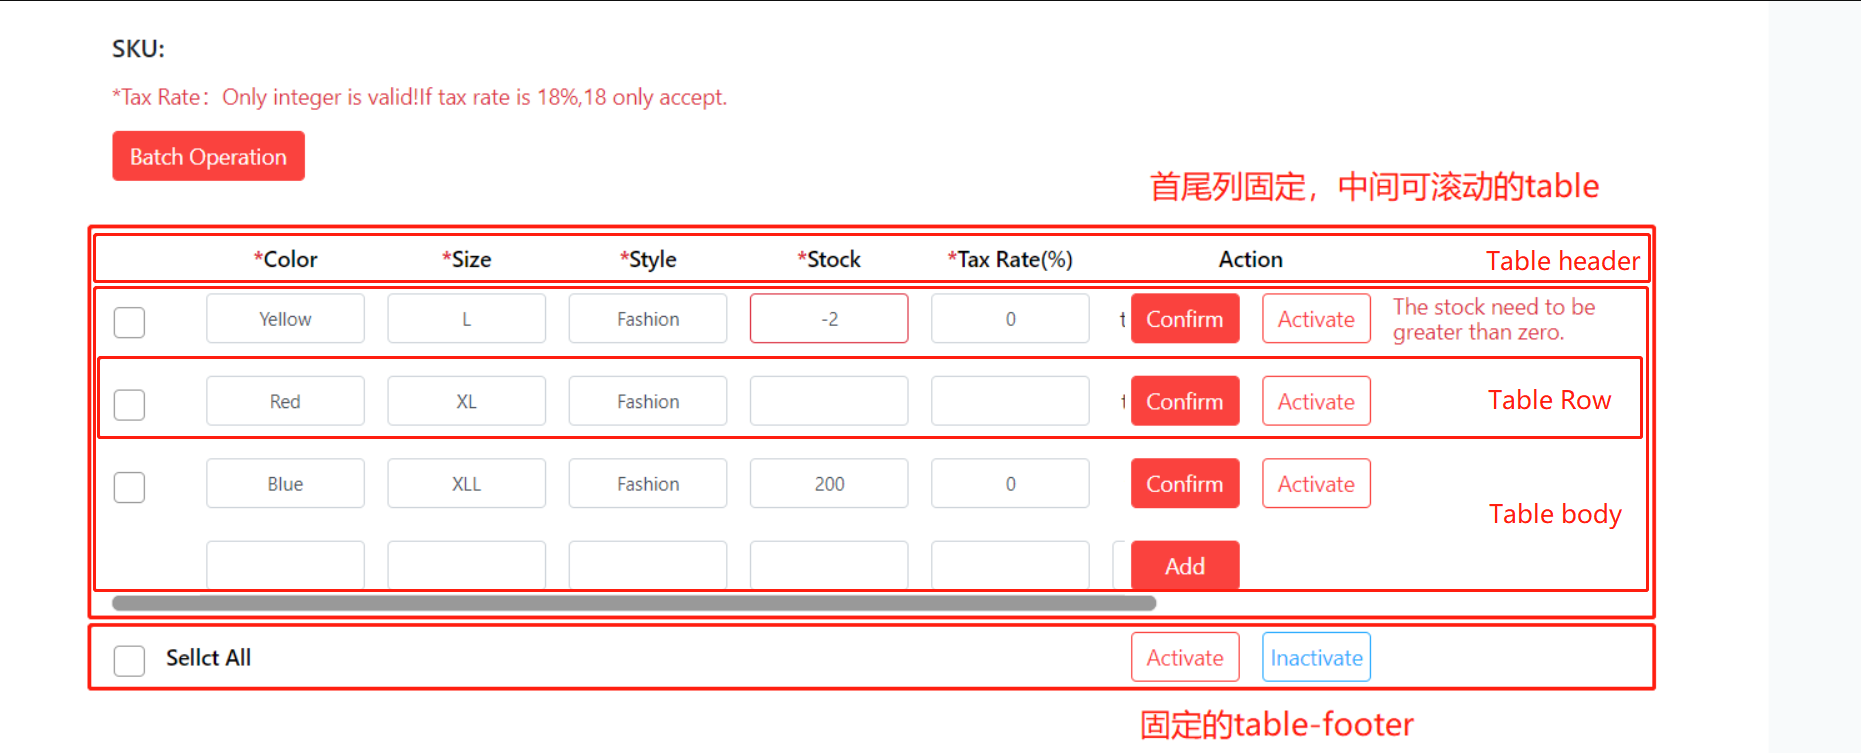 SKU:
*Tax Rate：Only integer is valid!If tax rate is 18%,18 only accept.
Batch Operation
首尾列固定，中间可滚动的table
*Color *Size *Style *Stock *Tax Rate(%) Action Table header
Yellow L Fashion -2 0 t Confirm Activate The stock need to be
greater than zero.
Red XL Fashion Confirm Activate Table Row
Blue XLL Fashion 200 0 Confirm Activate
Table body
Add
Sellct All Activate Inactivate
固定的table-footer